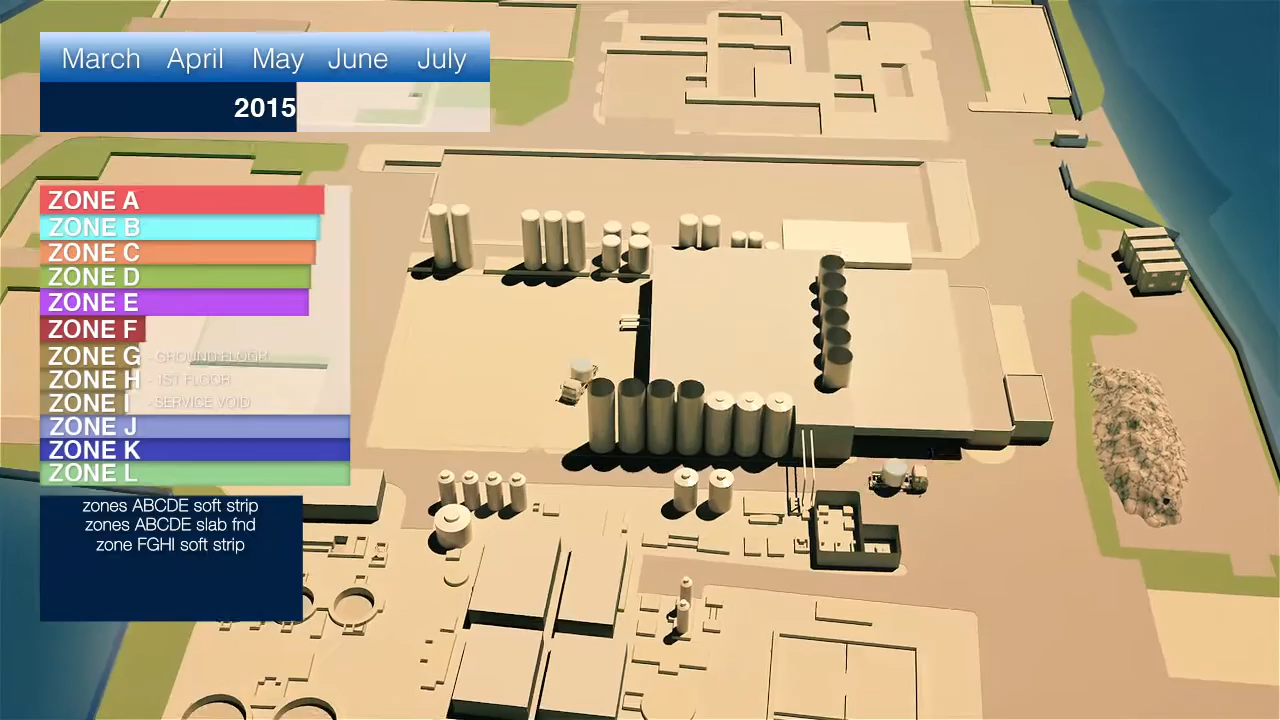 March April May June July
2015
ZONE A
ZONE B
ZONE C
ZONE D
ZONE E
ZONE F
ZONE G - GROUND FLOOR
ZONE H - 1ST FLOOR
ZONE I - SERVICE VOID
ZONE J
ZONE K
ZONE L
zones ABCDE soft strip
zones ABCDE slab fnd
zone FGHI soft strip